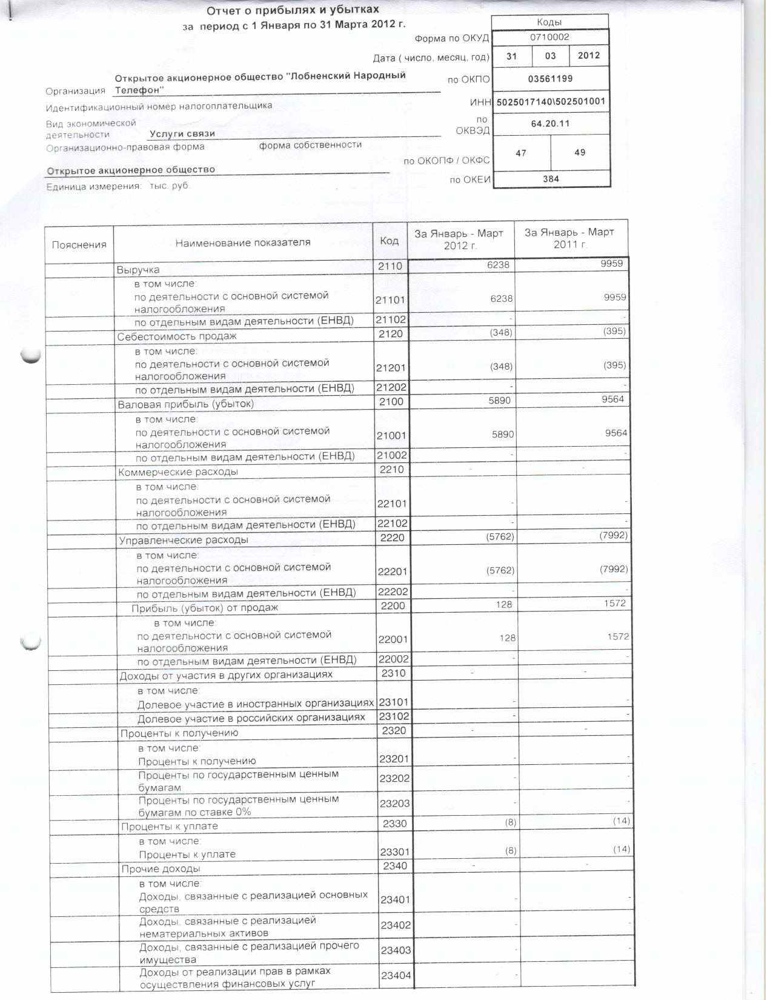 Отчет о прибылях и убытках
за период с 1 Января по 31 Марта 2012 г.
Коды
Форма по ОКУД 0710002
Дата ( число, месяц, год) 31 03 2012
Открытое акционерное общество "Лобненский Народный
Организация Телефон" по ОКПО 03561199
Идентификационный номер налогоплательщика ИНН 5025017140\502501001
Вид экономической
деятельности Услуги связи по ОКВЭД 64.20.11
Организационно-правовая форма форма собственности
Открытое акционерное общество по ОКОПФ / ОКФС 47 49
Единица измерения: тыс. руб. по ОКЕИ 384
Пояснения Наименование показателя Код За Январь - Март 2012 г. За Январь - Март 2011 г.
Выручка 2110 6238 9959
в том числе:
по деятельности с основной системой
налогообложения 21101 6238 9959
по отдельным видам деятельности (ЕНВД) 21102 - -
Себестоимость продаж 2120 (348) (395)
в том числе:
по деятельности с основной системой
налогообложения 21201 (348) (395)
по отдельным видам деятельности (ЕНВД) 21202 - -
Валовая прибыль (убыток) 2100 5890 9564
в том числе:
по деятельности с основной системой
налогообложения 21001 5890 9564
по отдельным видам деятельности (ЕНВД) 21002 - -
Коммерческие расходы 2210 - -
в том числе:
по деятельности с основной системой
налогообложения 22101 - -
по отдельным видам деятельности (ЕНВД) 22102 - -
Управленческие расходы 2220 (5762) (7992)
в том числе:
по деятельности с основной системой
налогообложения 22201 (5762) (7992)
по отдельным видам деятельности (ЕНВД) 22202 - -
Прибыль (убыток) от продаж 2200 128 1572
в том числе:
по деятельности с основной системой
налогообложения 22001 128 1572
по отдельным видам деятельности (ЕНВД) 22002 - -
Доходы от участия в других организациях 2310 - -
в том числе:
Долевое участие в иностранных организациях 23101 - -
Долевое участие в российских организациях 23102 - -
Проценты к получению 2320 - -
в том числе:
Проценты к получению 23201 - -
Проценты по государственным ценным
бумагам 23202 - -
Проценты по государственным ценным
бумагам по ставке 0% 23203 - -
Проценты к уплате 2330 (8) (14)
в том числе:
Проценты к уплате 23301 (8) (14)
Прочие доходы 2340 - -
в том числе:
Доходы, связанные с реализацией основных
средств 23401 - -
Доходы, связанные с реализацией
нематериальных активов 23402 - -
Доходы, связанные с реализацией прочего
имущества 23403 - -
Доходы от реализации прав в рамках
осуществления финансовых услуг 23404 - -